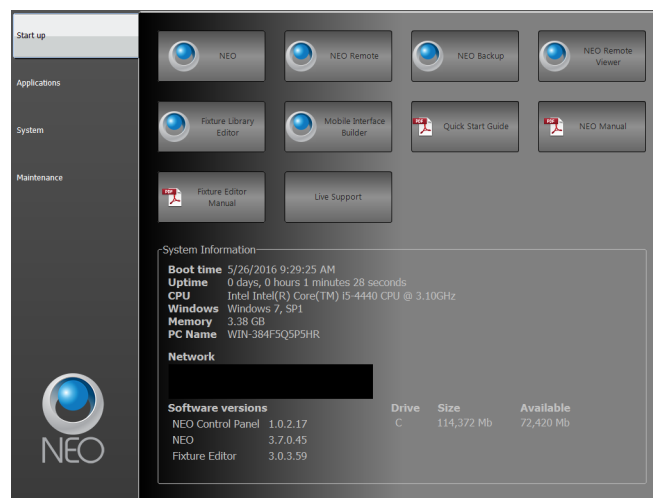 Start up
Applications
System
Maintenance
NEO
NEO Remote
NEO Backup
NEO Remote
Viewer
Fixture Library
Editor
Mobile Interface
Builder
PDF
Quick Start Guide
PDF
NEO Manual
PDF
Fixture Editor
Manual
Live Support
System Information
Boot time 5/26/2016 9:29:25 AM
Uptime 0 days, 0 hours 1 minutes 28 seconds
CPU Intel Intel(R) Core(TM) i5-4440 CPU @ 3.10GHz
Windows Windows 7, SP1
Memory 3.38 GB
PC Name WIN-384F5Q5P5HR
Network
Software versions Drive Size Available
NEO Control Panel 1.0.2.17 C 114,372 Mb 72,420 Mb
NEO 3.7.0.45
Fixture Editor 3.0.3.59
NEO